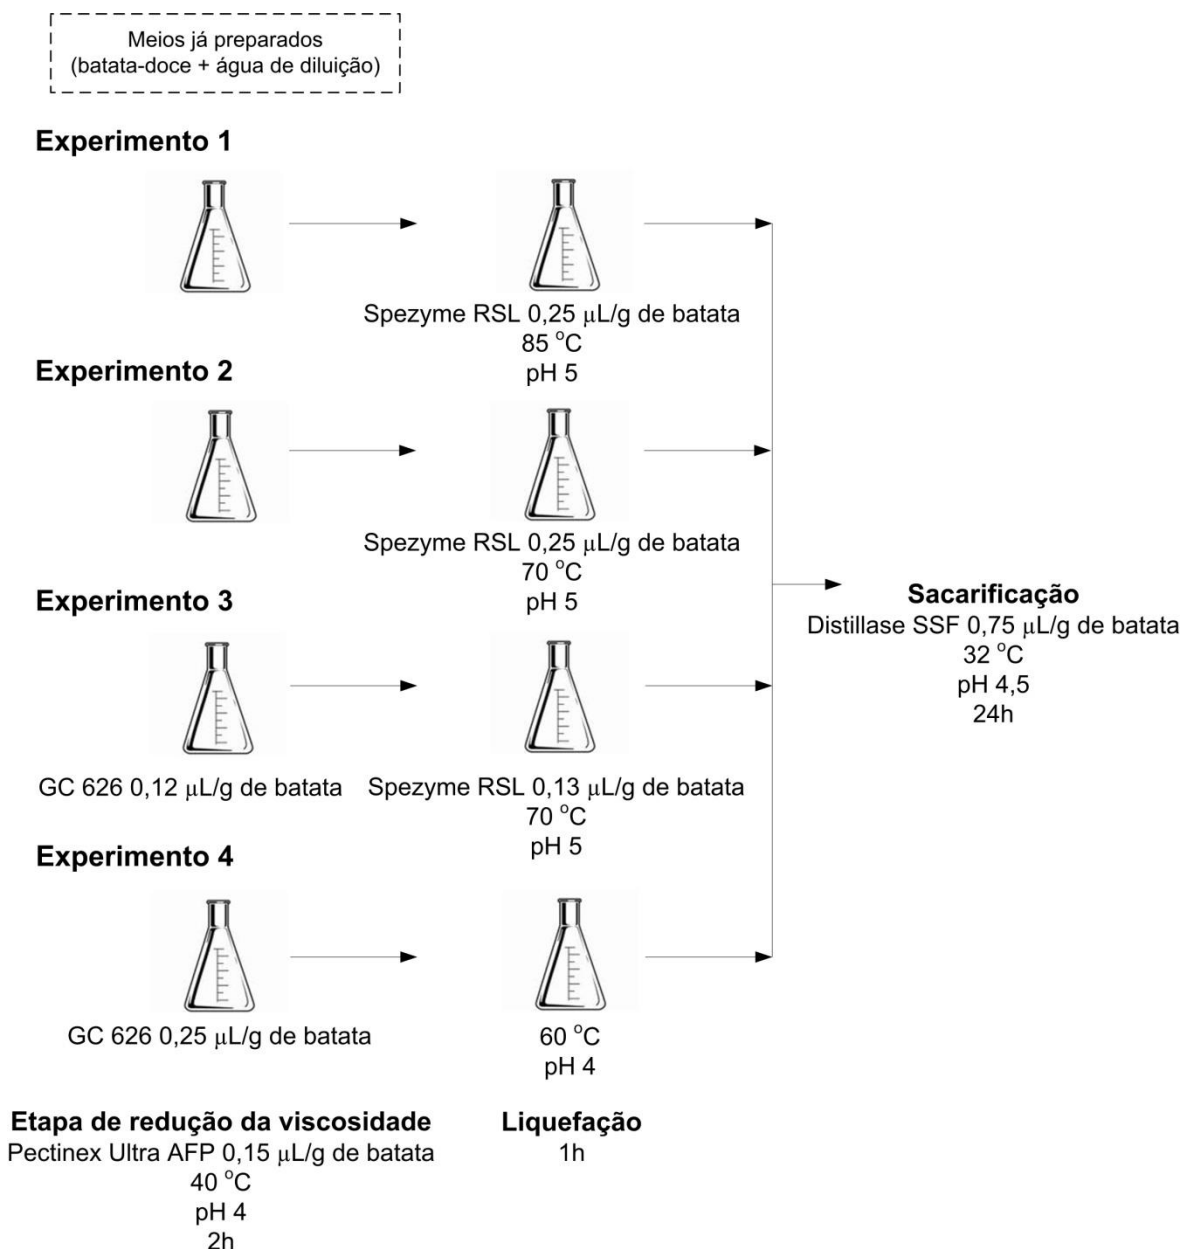 Meios já preparados
(batata-doce + água de diluição)
Experimento 1
Spezyme RSL 0,25 μL/g de batata
85 °C
pH 5
Experimento 2
Spezyme RSL 0,25 μL/g de batata
70 °C
pH 5
Experimento 3
GC 626 0,12 μL/g de batata
Spezyme RSL 0,13 μL/g de batata
70 °C
pH 5
Experimento 4
GC 626 0,25 μL/g de batata
60 °C
pH 4
Sacarificação
Distillase SSF 0,75 μL/g de batata
32 °C
pH 4,5
24h
Etapa de redução da viscosidade
Pectinex Ultra AFP 0,15 μL/g de batata
40 °C
pH 4
2h
Liquefação
1h